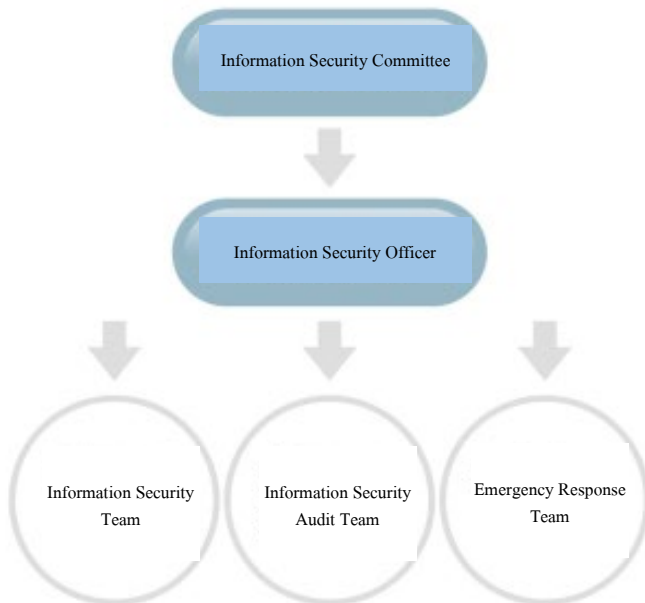 Information Security Committee
Information Security Officer
Information Security
Team
Information Security
Audit Team
Emergency Response
Team